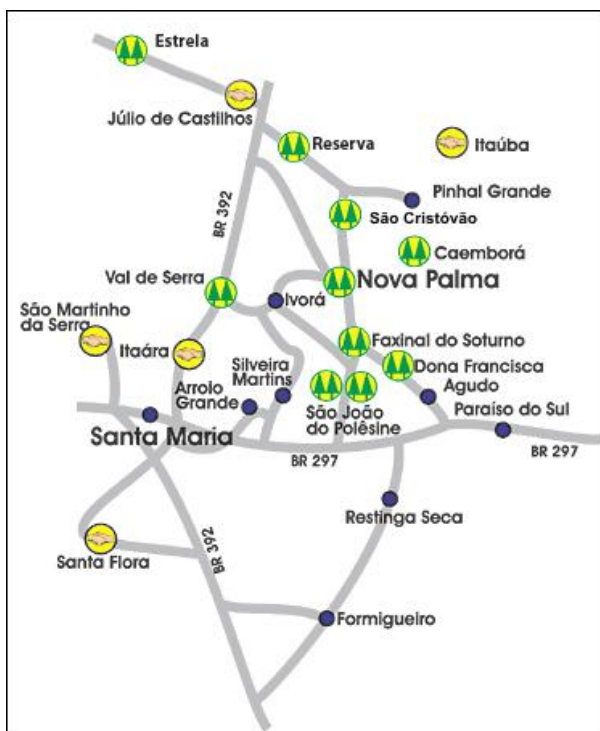 Estrela
Júlio de Castilhos
Reserva
Itaúba
Pinhal Grande
BR 392
São Cristóvão
Caemborá
Val de Serra
Nova Palma
Ivorá
São Martinho
da Serra
Itaára
Faxinal do Soturno
Silveira
Martins
Dona Francisca
Arrolo
Grande
Agudo
São João
do Polêsine
Paraíso do Sul
Santa Maria
BR 297
BR 297
Restinga Seca
BR 392
Santa Flora
Formigueiro